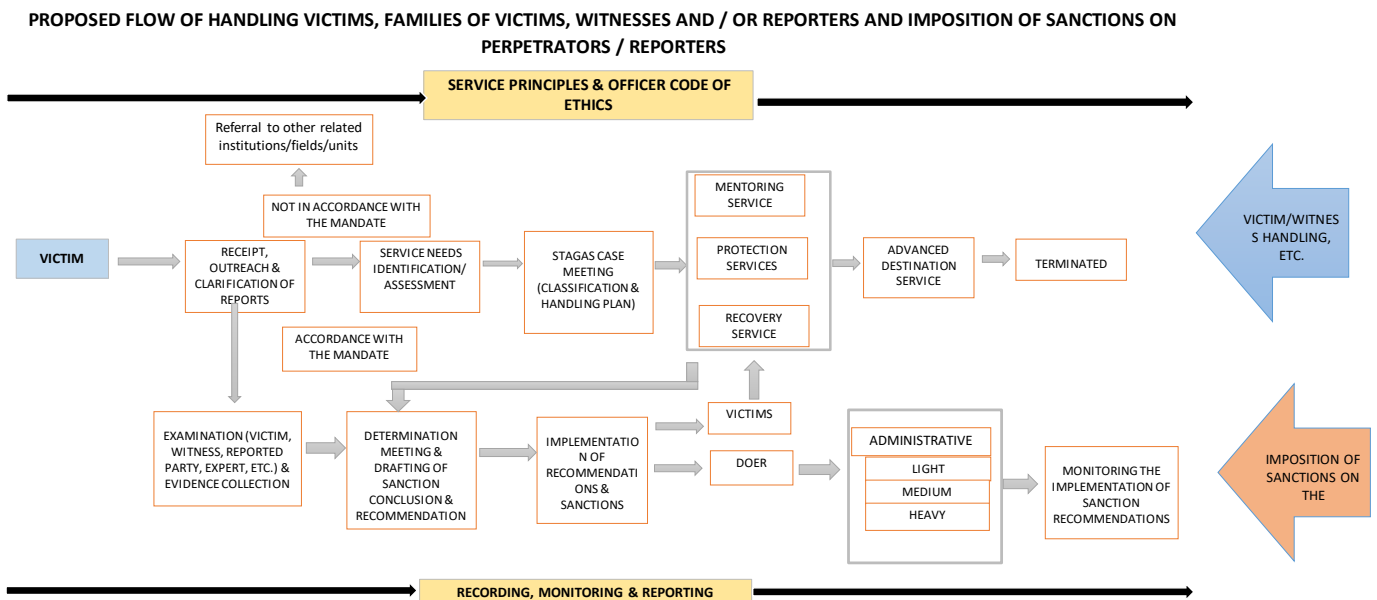 PROPOSED FLOW OF HANDLING VICTIMS, FAMILIES OF VICTIMS, WITNESSES AND / OR REPORTERS AND IMPOSITION OF SANCTIONS ON
PERPETRATORS / REPORTERS
SERVICE PRINCIPLES & OFFICER CODE OF
ETHICS
Referral to other related
institutions/fields/units
NOT IN ACCORDANCE WITH
THE MANDATE
VICTIM
RECEIPT,
OUTREACH &
CLARIFICATION OF
REPORTS
SERVICE NEEDS
IDENTIFICATION/
ASSESSMENT
STAGAS CASE
MEETING
(CLASSIFICATION &
HANDLING PLAN)
MENTORING
SERVICE
PROTECTION
SERVICES
RECOVERY
SERVICE
ADVANCED
DESTINATION
SERVICE
TERMINATED
VICTIM/WITNES
S HANDLING,
ETC.
ACCORDANCE WITH
THE MANDATE
EXAMINATION (VICTIM,
WITNESS, REPORTED
PARTY, EXPERT, ETC.) &
EVIDENCE COLLECTION
DETERMINATION
MEETING &
DRAFTING OF
SANCTION
CONCLUSION &
RECOMMENDATION
IMPLEMENTATIO
N OF
RECOMMENDATI
ONS &
SANCTIONS
VICTIMS
DOER
ADMINISTRATIVE
LIGHT
MEDIUM
HEAVY
MONITORING THE
IMPLEMENTATION OF
SANCTION
RECOMMENDATIONS
IMPOSITION OF
SANCTIONS ON
THE
RECORDING, MONITORING & REPORTING